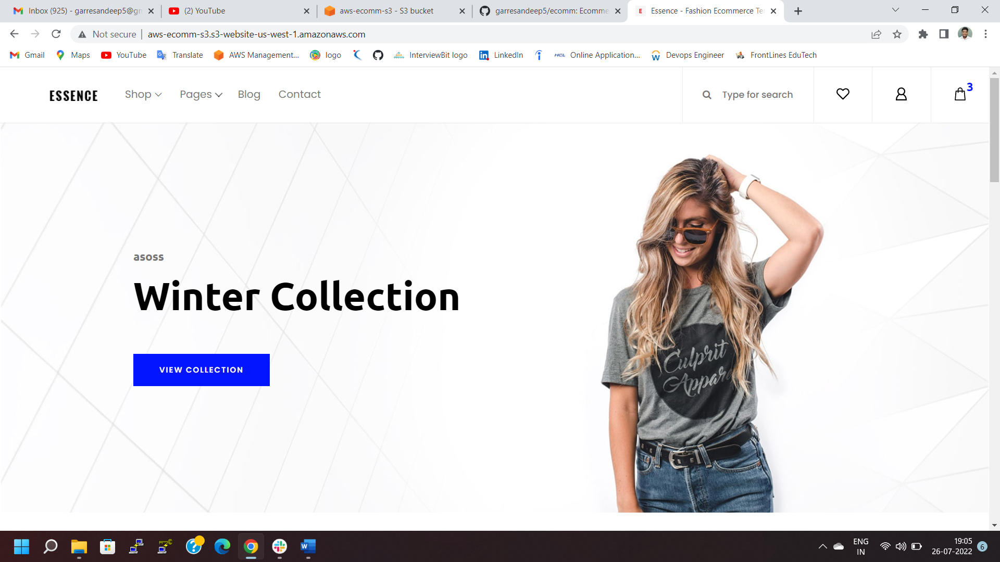 Inbox (925) - garresandeep5@gm
(2) YouTube
aws-ecomm-s3 - S3 bucket
garresandeep5/ecomm: Ecomme
E
Essence - Fashion Ecommerce Te
Not secure
aws-ecomm-s3.s3-website-us-west-1.amazonaws.com
Gmail
Maps
YouTube
Translate
AWS Management...
logo
InterviewBit logo
LinkedIn
HCL
Online Application...
Devops Engineer
FrontLines EduTech
ESSENCE
Shop
Pages
Blog
Contact
Type for search
3
asoss
Winter Collection
VIEW COLLECTION
Culprit
Appare
ENG
IN
19:05
26-07-2022
6